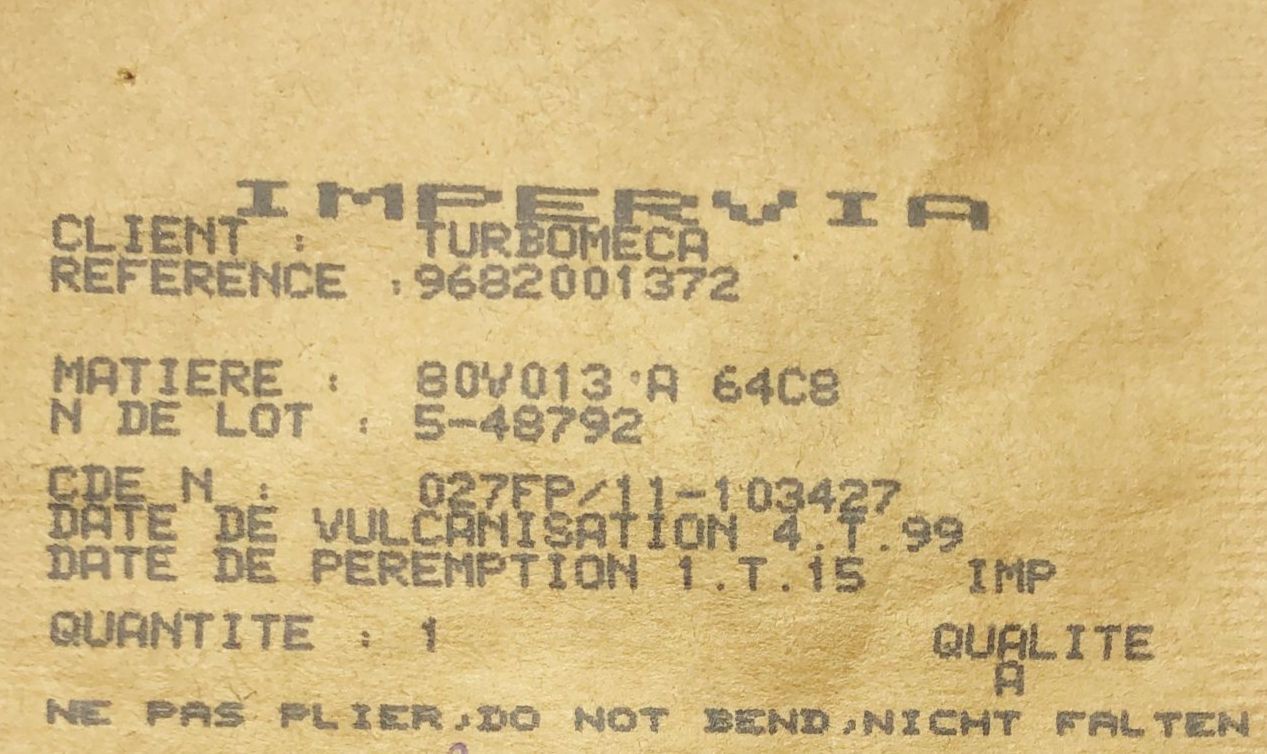 IMPERVIA
CLIENT : TURBOMECA
REFERENCE :9682001372
MATIERE : 80V013 A 64C8
N DE LOT : 5-48792
CDE N : 027FP/11-103427
DATE DE VULCANISATION 4.T.99
DATE DE PEREMPTION 1.T.15 IMP
QUANTITE : 1 QUALITE
A
NE PAS PLIER,DO NOT BEND,NICHT FALTEN